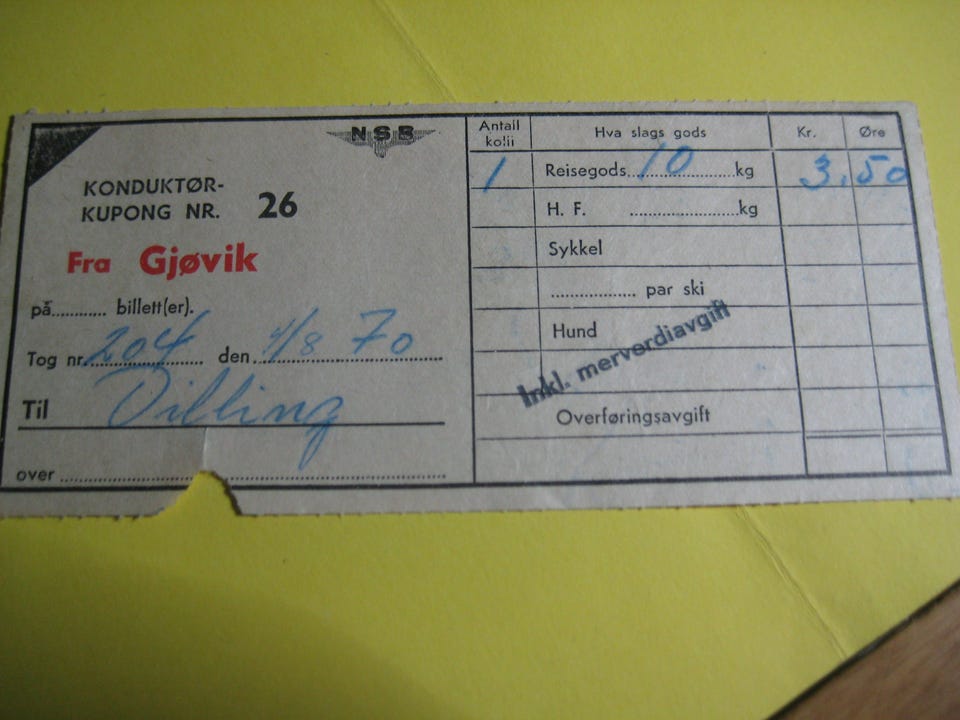 NSB
KONDUKTØR-
KUPONG NR. 26
Fra Gjøvik
på............ billett(er).
Tog nr. 204 den 4/8 70
Til Dilling
over
Antall kolli Hva slags gods Kr. Øre
1 Reisegods 10 kg 3.50
H. F. ........................kg
Sykkel
.................. par ski
Hund
Inkl. merverdiavgift
Overføringsavgift